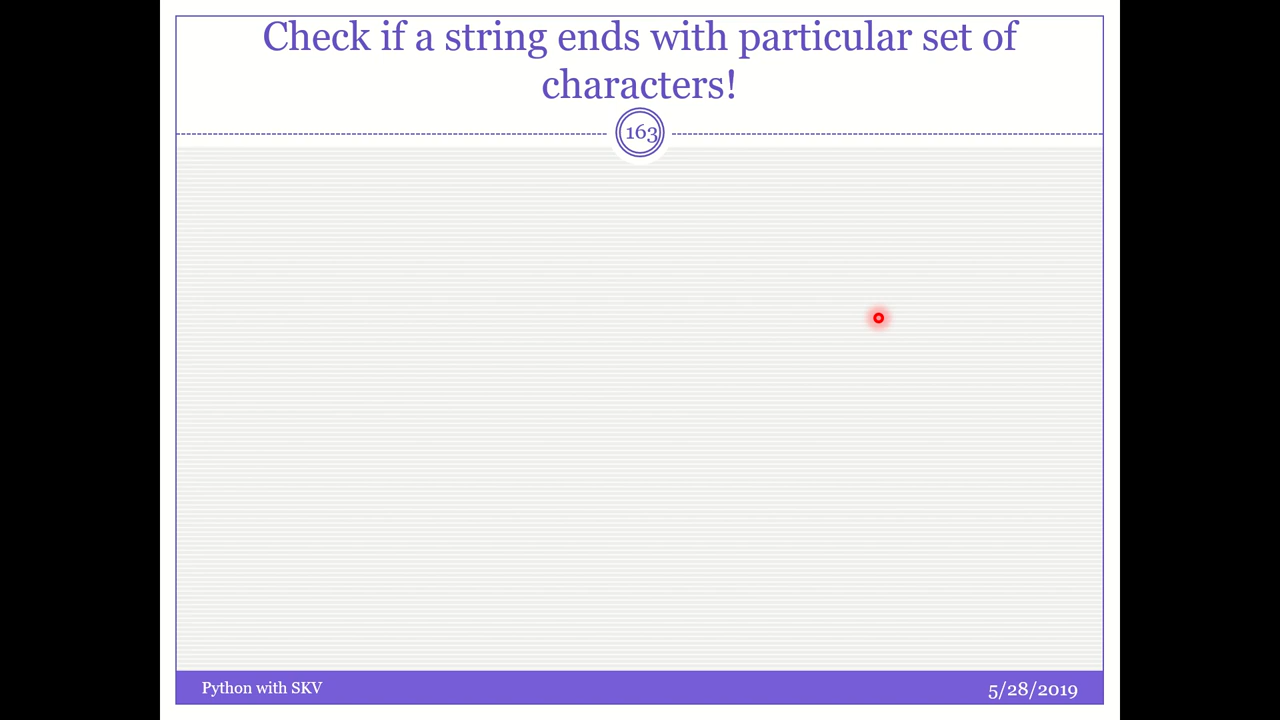 Check if a string ends with particular set of
characters!
163
Python with SKV
5/28/2019